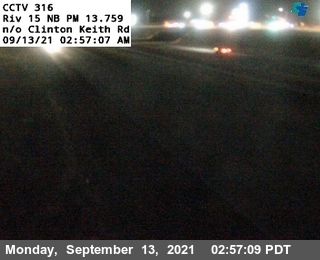 CCTV 316
Riv 15 NB PM 13.759
n/o Clinton Keith Rd
09/13/21 02:57:07 AM
Monday, September 13, 2021 02:57:09 PDT